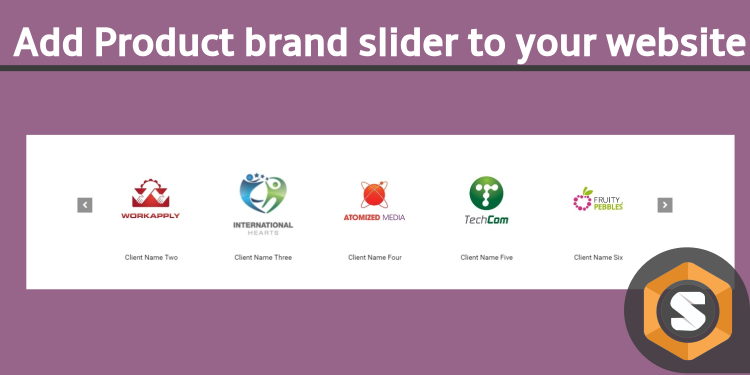 Add Product brand slider to your website
WORKAPPLY
INTERNATIONAL
HEARTS
ATOMIZED MEDIA
TechCom
FRUITY
PEBBLES
Client Name Two
Client Name Three
Client Name Four
Client Name Five
Client Name Six
S